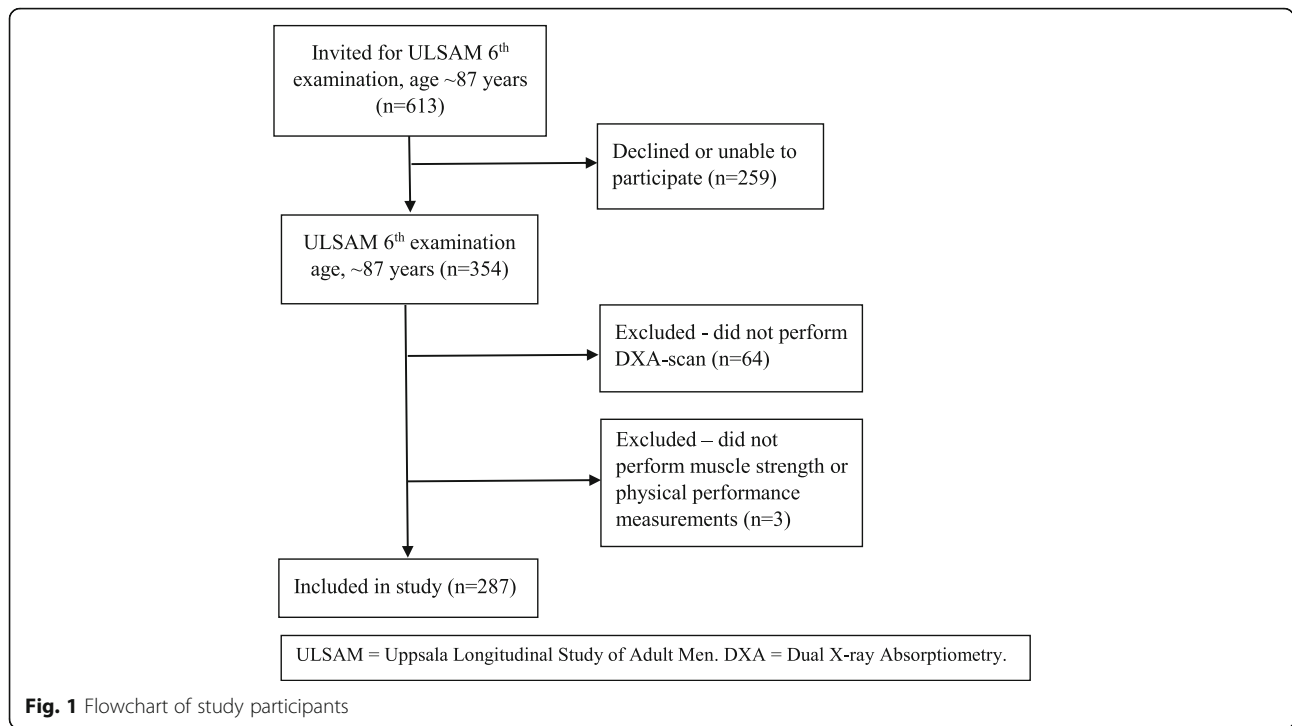 Invited for ULSAM 6th
examination, age ~87 years
(n=613)
Declined or unable to
participate (n=259)
ULSAM 6th examination
age, ~87 years (n=354)
Excluded - did not perform
DXA-scan (n=64)
Excluded – did not
perform muscle strength or
physical performance
measurements (n=3)
Included in study (n=287)
ULSAM = Uppsala Longitudinal Study of Adult Men. DXA = Dual X-ray Absorptiometry.
Fig. 1 Flowchart of study participants